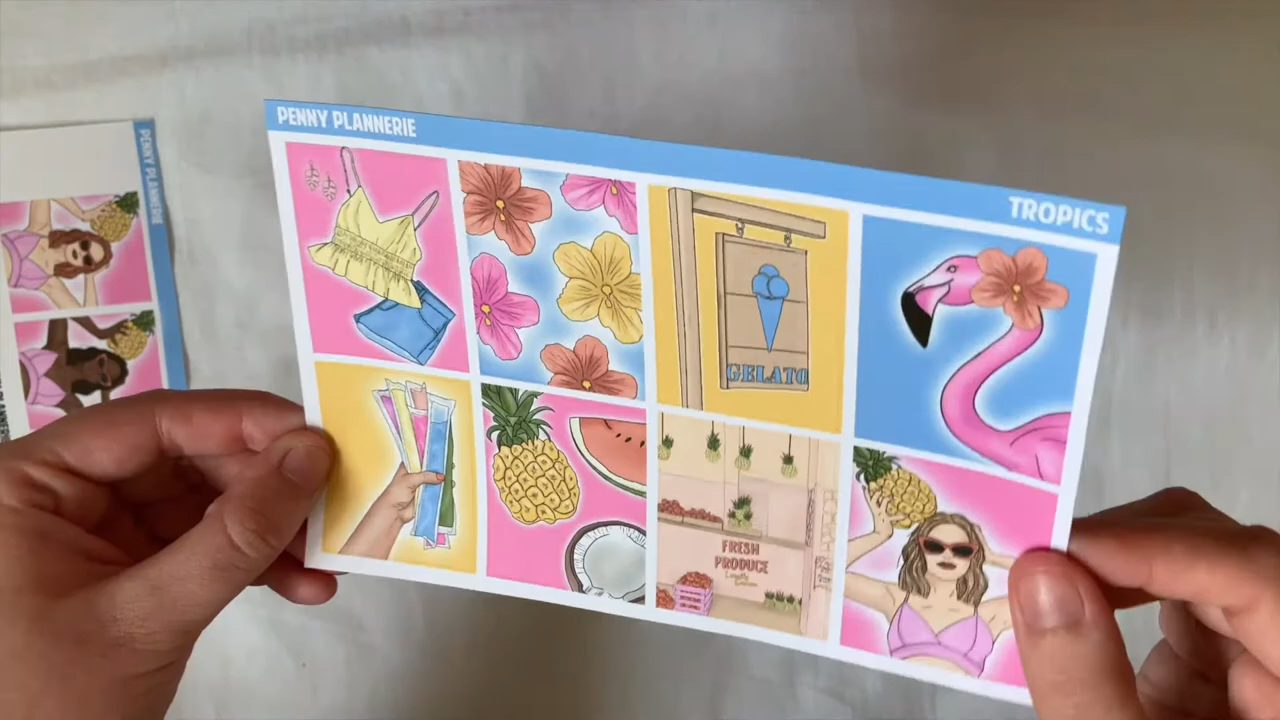 PENNY PLANNERIE
TROPICS
GELATO
FRESH
PRODUCE
PENNY PLANNERIE